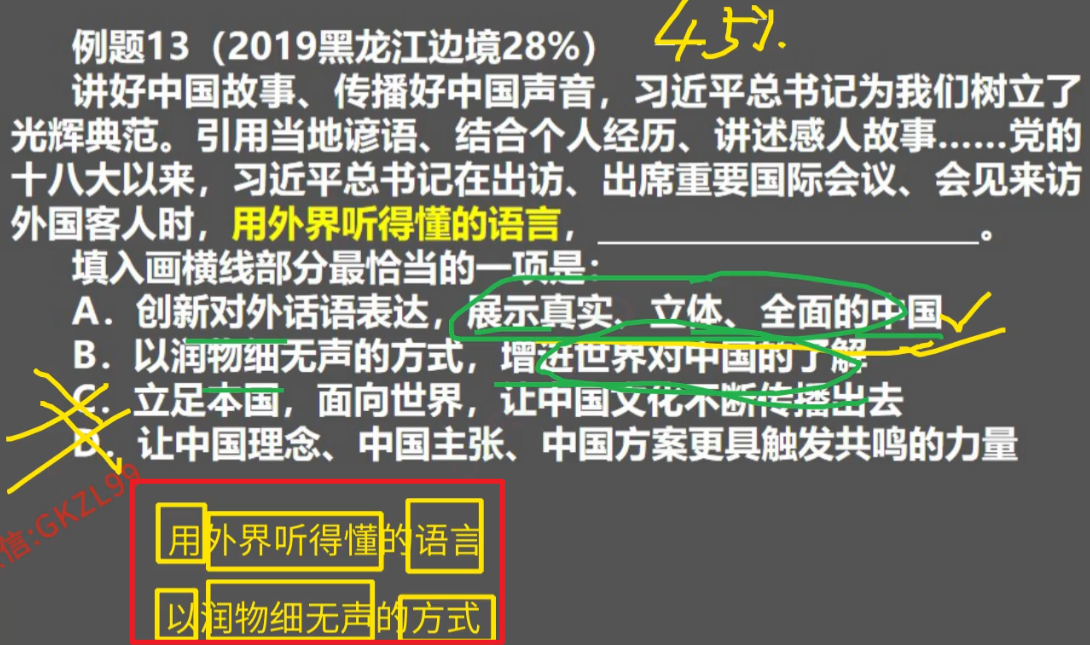 45%.
例题13（2019黑龙江边境28%）
讲好中国故事、传播好中国声音，习近平总书记为我们树立了
光辉典范。引用当地谚语、结合个人经历、讲述感人故事……党的
十八大以来，习近平总书记在出访、出席重要国际会议、会见来访
外国客人时，用外界听得懂的语言，____________________。
填入画横线部分最恰当的一项是：
A．创新对外话语表达，展示真实、立体、全面的中国
B．以润物细无声的方式，增进世界对中国的了解
C．立足本国，面向世界，让中国文化不断传播出去
D．让中国理念、中国主张、中国方案更具触发共鸣的力量
信:GKZL99
用外界听得懂的语言
以润物细无声的方式